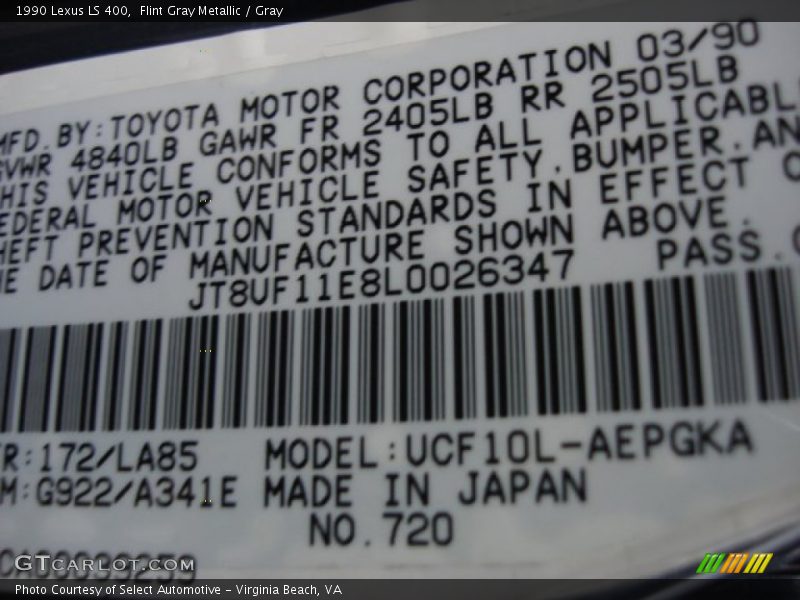 1990 Lexus LS 400, Flint Gray Metallic / Gray
MFD. BY: TOYOTA MOTOR CORPORATION 03/90
GVWR 4840LB GAWR FR 2405LB RR 2505LB
HIS VEHICLE CONFORMS TO ALL APPLICABL
EDERAL MOTOR VEHICLE SAFETY, BUMPER, AN
HEFT PREVENTION STANDARDS IN EFFECT O
HE DATE OF MANUFACTURE SHOWN ABOVE.
JT8UF11E8L0026347 PASS.C
R: 172/LA85 MODEL: UCF10L-AEPGKA
M: G922/A341E MADE IN JAPAN
NO. 720
GTCARLOT.COM
Photo Courtesy of Select Automotive - Virginia Beach, VA